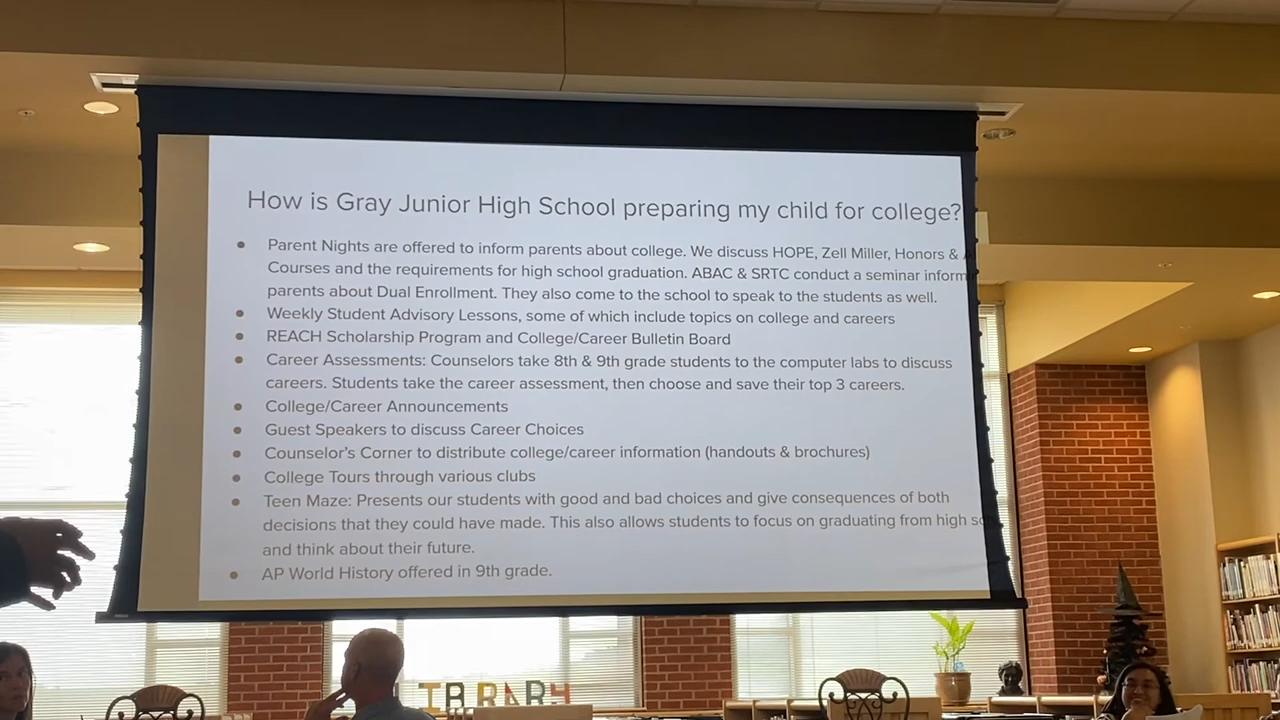 How is Gray Junior High School preparing my child for college?
• Parent Nights are offered to inform parents about college. We discuss HOPE, Zell Miller, Honors &
Courses and the requirements for high school graduation. ABAC & SRTC conduct a seminar inform
parents about Dual Enrollment. They also come to the school to speak to the students as well.
• Weekly Student Advisory Lessons, some of which include topics on college and careers
• REACH Scholarship Program and College/Career Bulletin Board
• Career Assessments: Counselors take 8th & 9th grade students to the computer labs to discuss
careers. Students take the career assessment, then choose and save their top 3 careers.
• College/Career Announcements
• Guest Speakers to discuss Career Choices
• Counselor's Corner to distribute college/career information (handouts & brochures)
• College Tours through various clubs
• Teen Maze: Presents our students with good and bad choices and give consequences of both
decisions that they could have made. This also allows students to focus on graduating from high
and think about their future.
• AP World History offered in 9th grade.
LIBRARY